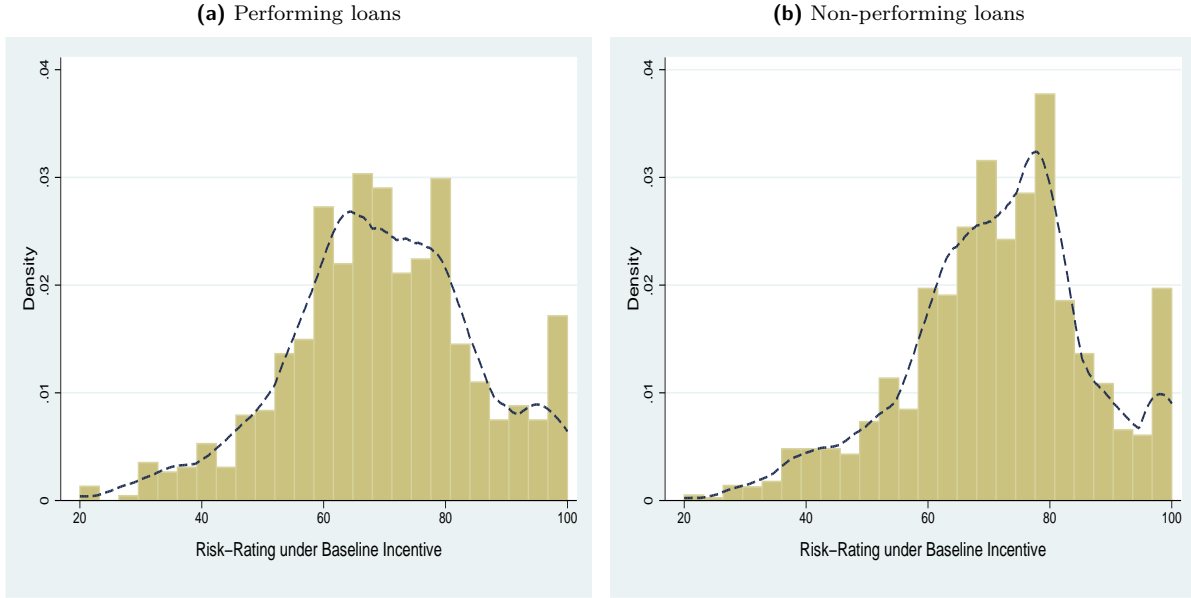 (a) Performing loans
.04
.03
.02
.01
0
Density
20 40 60 80 100
Risk−Rating under Baseline Incentive
(b) Non-performing loans
.04
.03
.02
.01
0
Density
20 40 60 80 100
Risk−Rating under Baseline Incentive